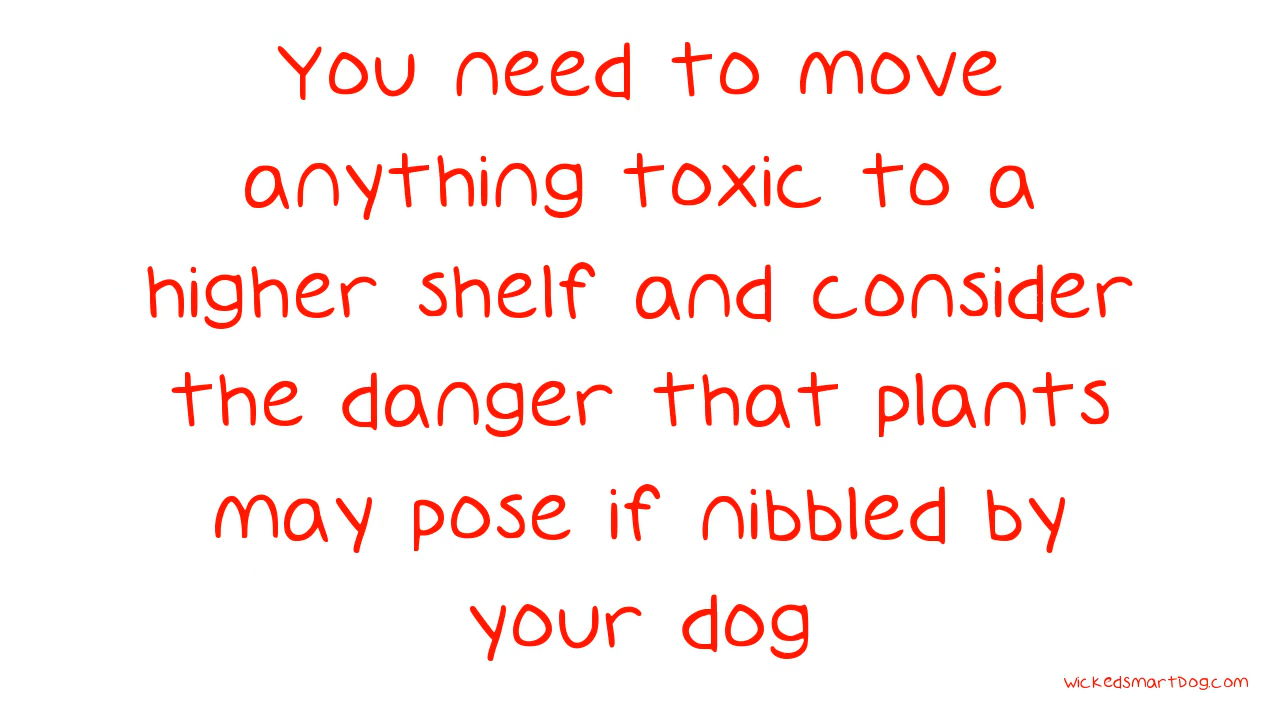 You need to move
anything toxic to a
higher shelf and consider
the danger that plants
may pose if nibbled by
your dog
wickedsmartDog.com